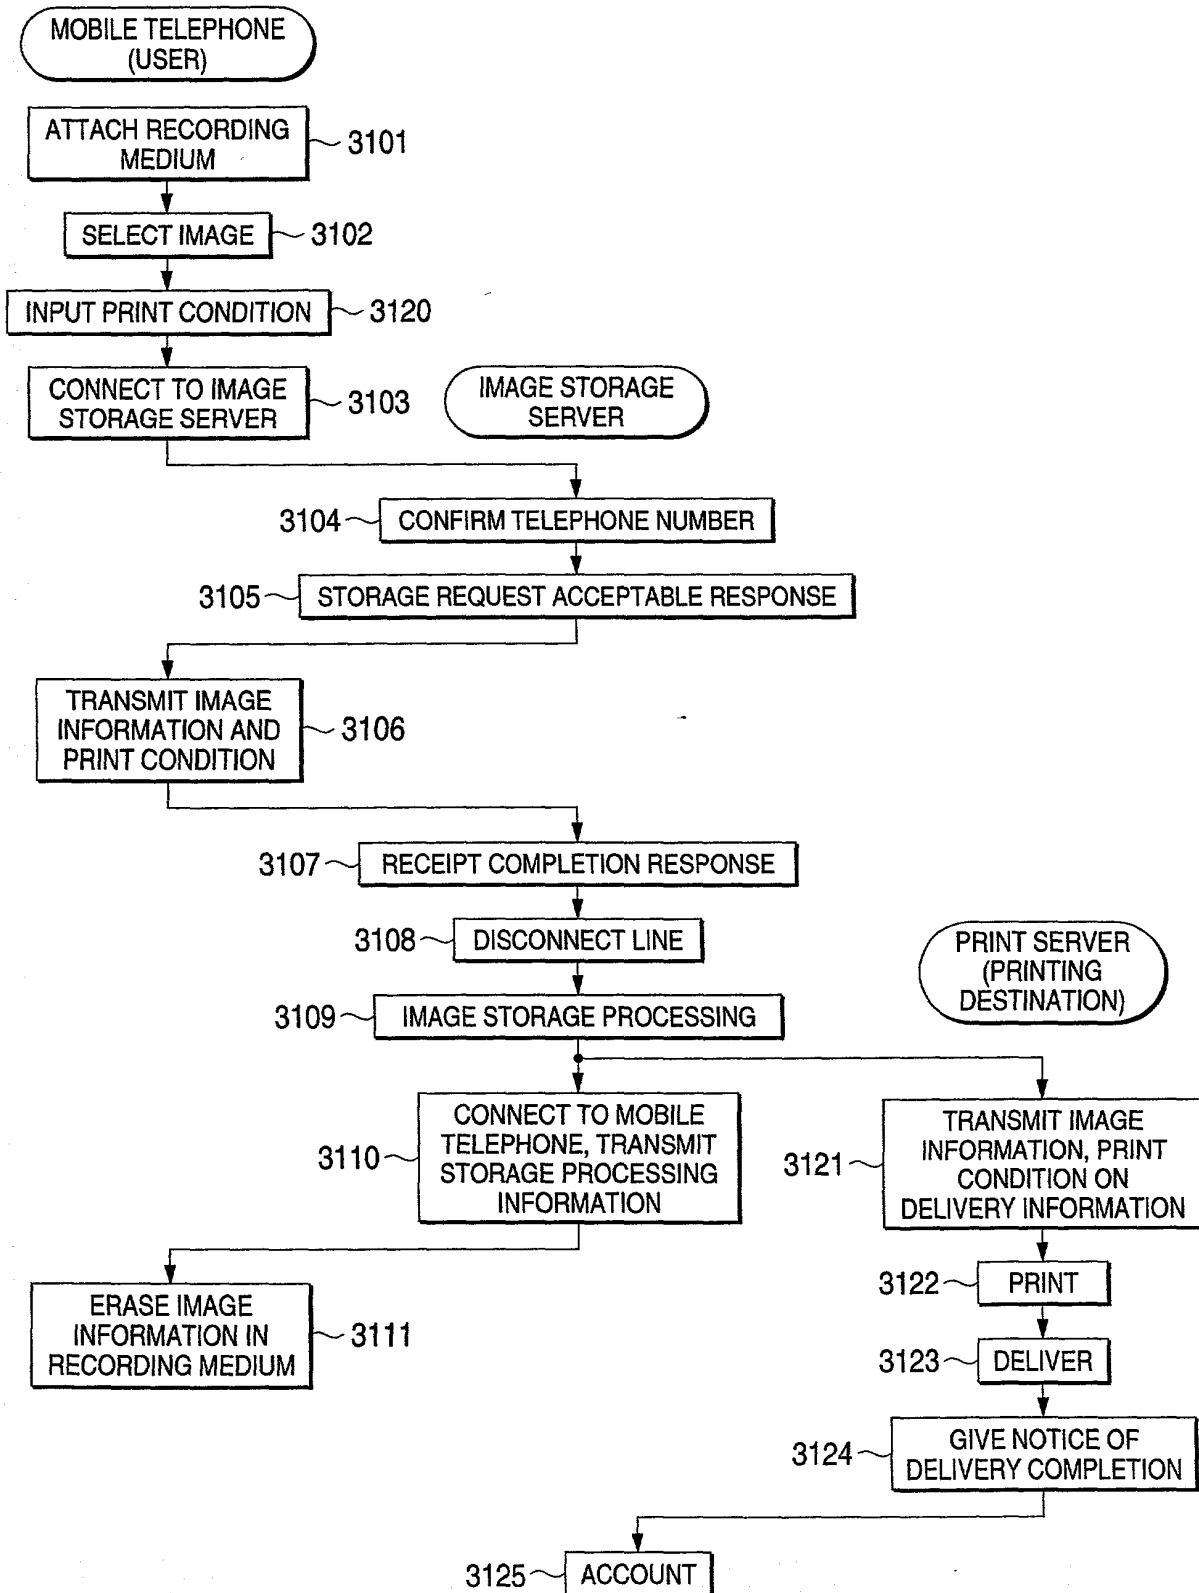 MOBILE TELEPHONE
(USER)
ATTACH RECORDING
MEDIUM
3101
SELECT IMAGE
3102
INPUT PRINT CONDITION
3120
CONNECT TO IMAGE
STORAGE SERVER
3103
IMAGE STORAGE
SERVER
3104
CONFIRM TELEPHONE NUMBER
3105
STORAGE REQUEST ACCEPTABLE RESPONSE
TRANSMIT IMAGE
INFORMATION AND
PRINT CONDITION
3106
3107
RECEIPT COMPLETION RESPONSE
3108
DISCONNECT LINE
PRINT SERVER
(PRINTING
DESTINATION)
3109
IMAGE STORAGE PROCESSING
3110
CONNECT TO MOBILE
TELEPHONE, TRANSMIT
STORAGE PROCESSING
INFORMATION
3121
TRANSMIT IMAGE
INFORMATION, PRINT
CONDITION ON
DELIVERY INFORMATION
3122
PRINT
ERASE IMAGE
INFORMATION IN
RECORDING MEDIUM
3111
3123
DELIVER
3124
GIVE NOTICE OF
DELIVERY COMPLETION
3125
ACCOUNT